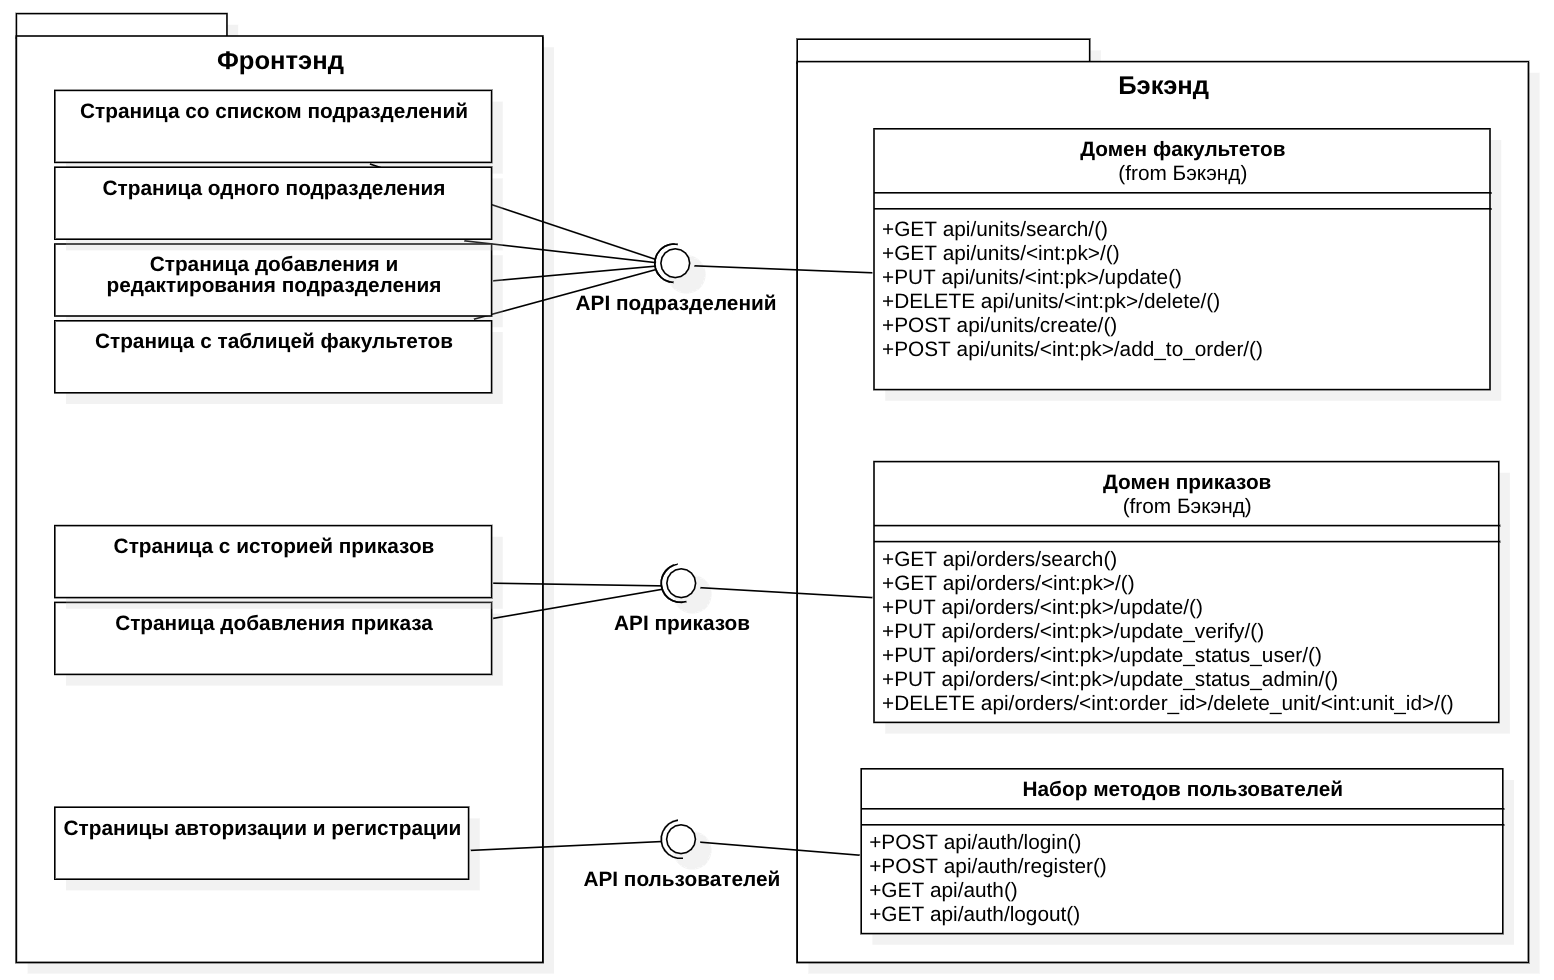 Фронтэнд
Страница со списком подразделений
Страница одного подразделения
Страница добавления и
редактирования подразделения
Страница с таблицей факультетов
Страница с историей приказов
Страница добавления приказа
Страницы авторизации и регистрации
API подразделений
API приказов
API пользователей
Бэкэнд
Домен факультетов
(from Бэкэнд)
+GET api/units/search/()
+GET api/units/<int:pk>/()
+PUT api/units/<int:pk>/update()
+DELETE api/units/<int:pk>/delete/()
+POST api/units/create/()
+POST api/units/<int:pk>/add_to_order/()
Домен приказов
(from Бэкэнд)
+GET api/orders/search()
+GET api/orders/<int:pk>/()
+PUT api/orders/<int:pk>/update/()
+PUT api/orders/<int:pk>/update_verify/()
+PUT api/orders/<int:pk>/update_status_user/()
+PUT api/orders/<int:pk>/update_status_admin/()
+DELETE api/orders/<int:order_id>/delete_unit/<int:unit_id>/()
Набор методов пользователей
+POST api/auth/login()
+POST api/auth/register()
+GET api/auth()
+GET api/auth/logout()